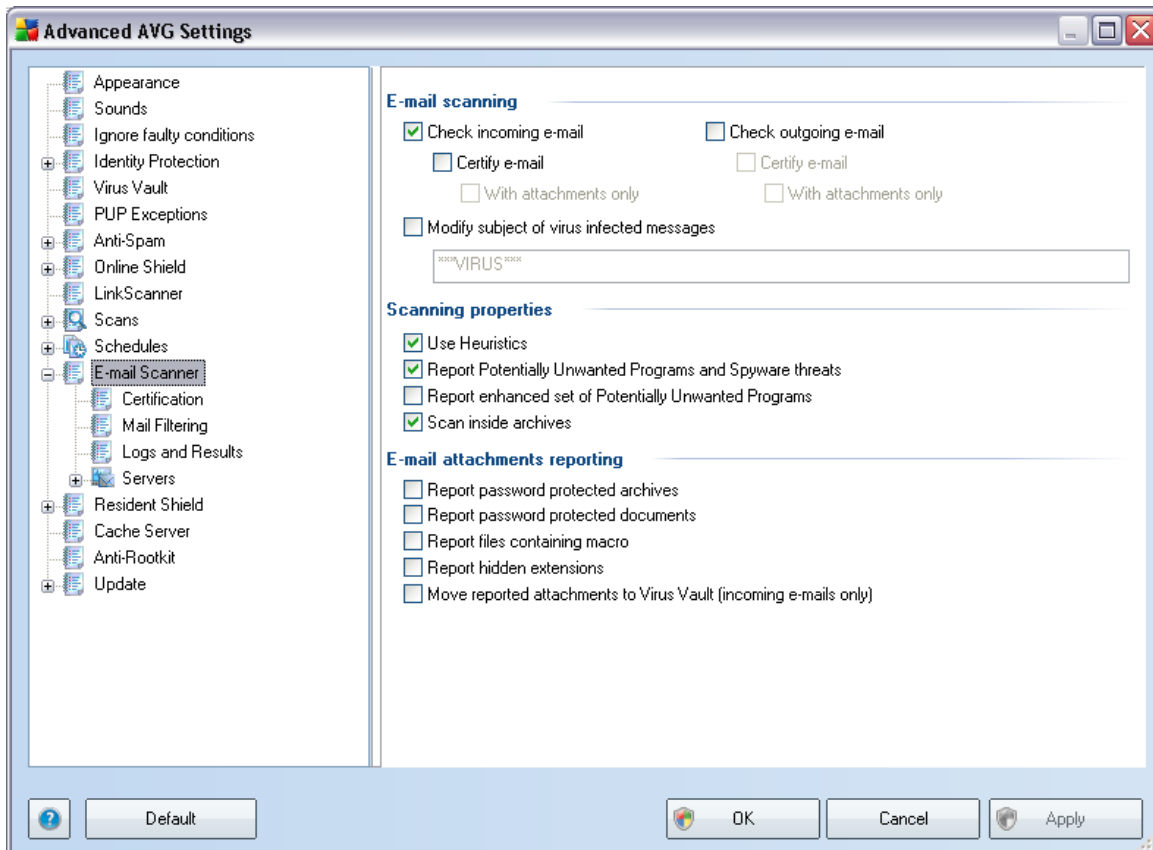 Advanced AVG Settings
Appearance
Sounds
Ignore faulty conditions
Identity Protection
Virus Vault
PUP Exceptions
Anti-Spam
Online Shield
LinkScanner
Scans
Schedules
E-mail Scanner
Certification
Mail Filtering
Logs and Results
Servers
Resident Shield
Cache Server
Anti-Rootkit
Update
E-mail scanning
Check incoming e-mail
Check outgoing e-mail
Certify e-mail
Certify e-mail
With attachments only
With attachments only
Modify subject of virus infected messages
***VIRUS***
Scanning properties
Use Heuristics
Report Potentially Unwanted Programs and Spyware threats
Report enhanced set of Potentially Unwanted Programs
Scan inside archives
E-mail attachments reporting
Report password protected archives
Report password protected documents
Report files containing macro
Report hidden extensions
Move reported attachments to Virus Vault (incoming e-mails only)
?
Default
OK
Cancel
Apply